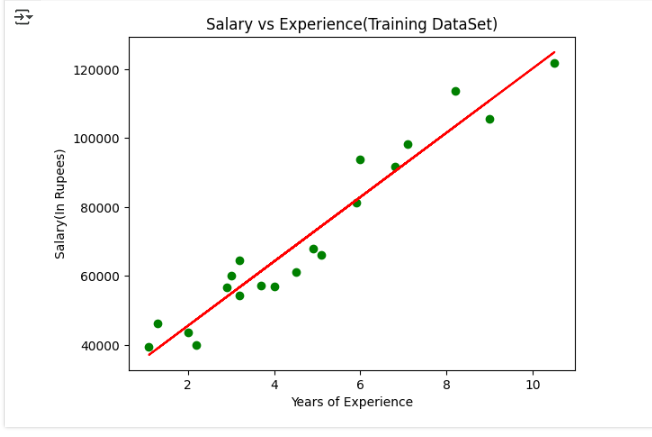 Salary vs Experience(Training DataSet)
120000
100000
80000
60000
40000
Salary(In Rupees)
2 4 6 8 10
Years of Experience